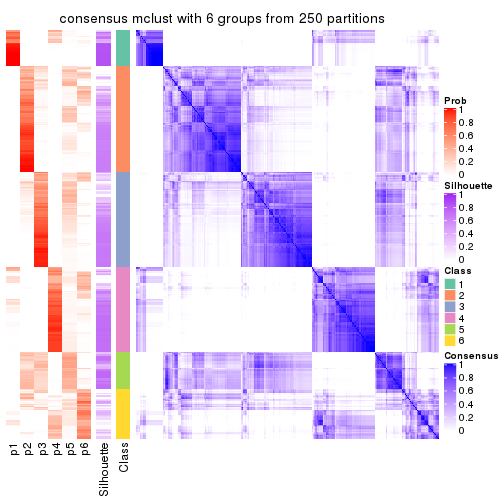 consensus mclust with 6 groups from 250 partitions
Prob
1
0.8
0.6
0.4
0.2
0
Silhouette
1
0.8
0.6
0.4
0.2
0
Class
1
2
3
4
5
6
Consensus
1
0.8
0.6
0.4
0.2
0
p1
p2
p3
p4
p5
p6
Silhouette
Class